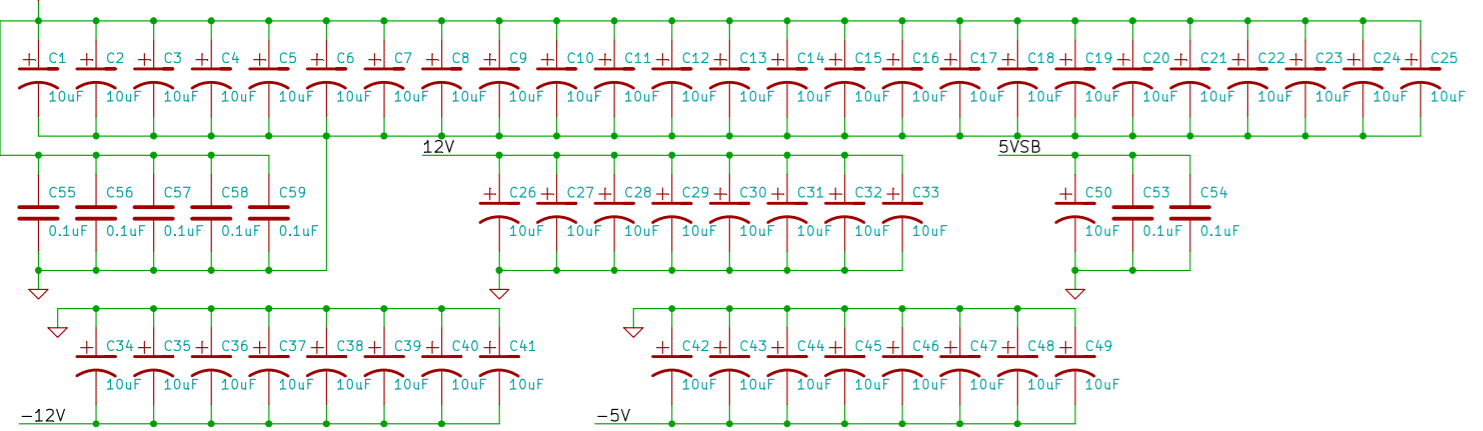 C1 C2 C3 C4 C5 C6 C7 C8 C9 C10 C11 C12 C13 C14 C15 C16 C17 C18 C19 C20 C21 C22 C23 C24 C25
10uF 10uF 10uF 10uF 10uF 10uF 10uF 10uF 10uF 10uF 10uF 10uF 10uF 10uF 10uF 10uF 10uF 10uF 10uF 10uF 10uF 10uF 10uF 10uF 10uF
12V 5VSB
C55 C56 C57 C58 C59 C26 C27 C28 C29 C30 C31 C32 C33 C50 C53 C54
0.1uF 0.1uF 0.1uF 0.1uF 0.1uF 10uF 10uF 10uF 10uF 10uF 10uF 10uF 10uF 10uF 0.1uF 0.1uF
C34 C35 C36 C37 C38 C39 C40 C41 C42 C43 C44 C45 C46 C47 C48 C49
10uF 10uF 10uF 10uF 10uF 10uF 10uF 10uF 10uF 10uF 10uF 10uF 10uF 10uF 10uF 10uF
-12V -5V